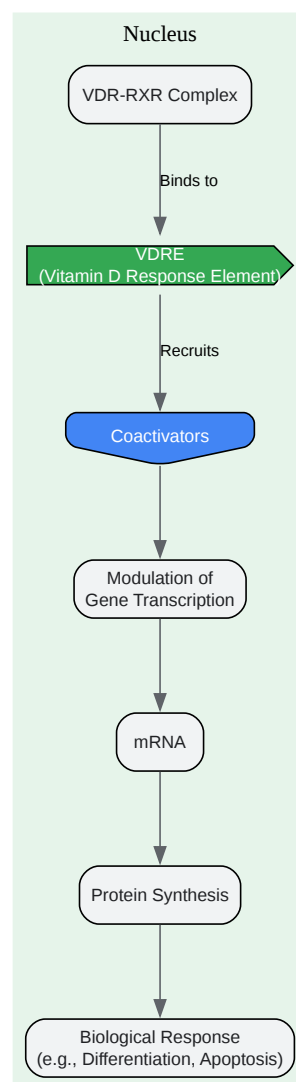 Nucleus
VDR-RXR Complex
Binds to
VDRE
(Vitamin D Response Element)
Recruits
Coactivators
Modulation of
Gene Transcription
mRNA
Protein Synthesis
Biological Response
(e.g., Differentiation, Apoptosis)